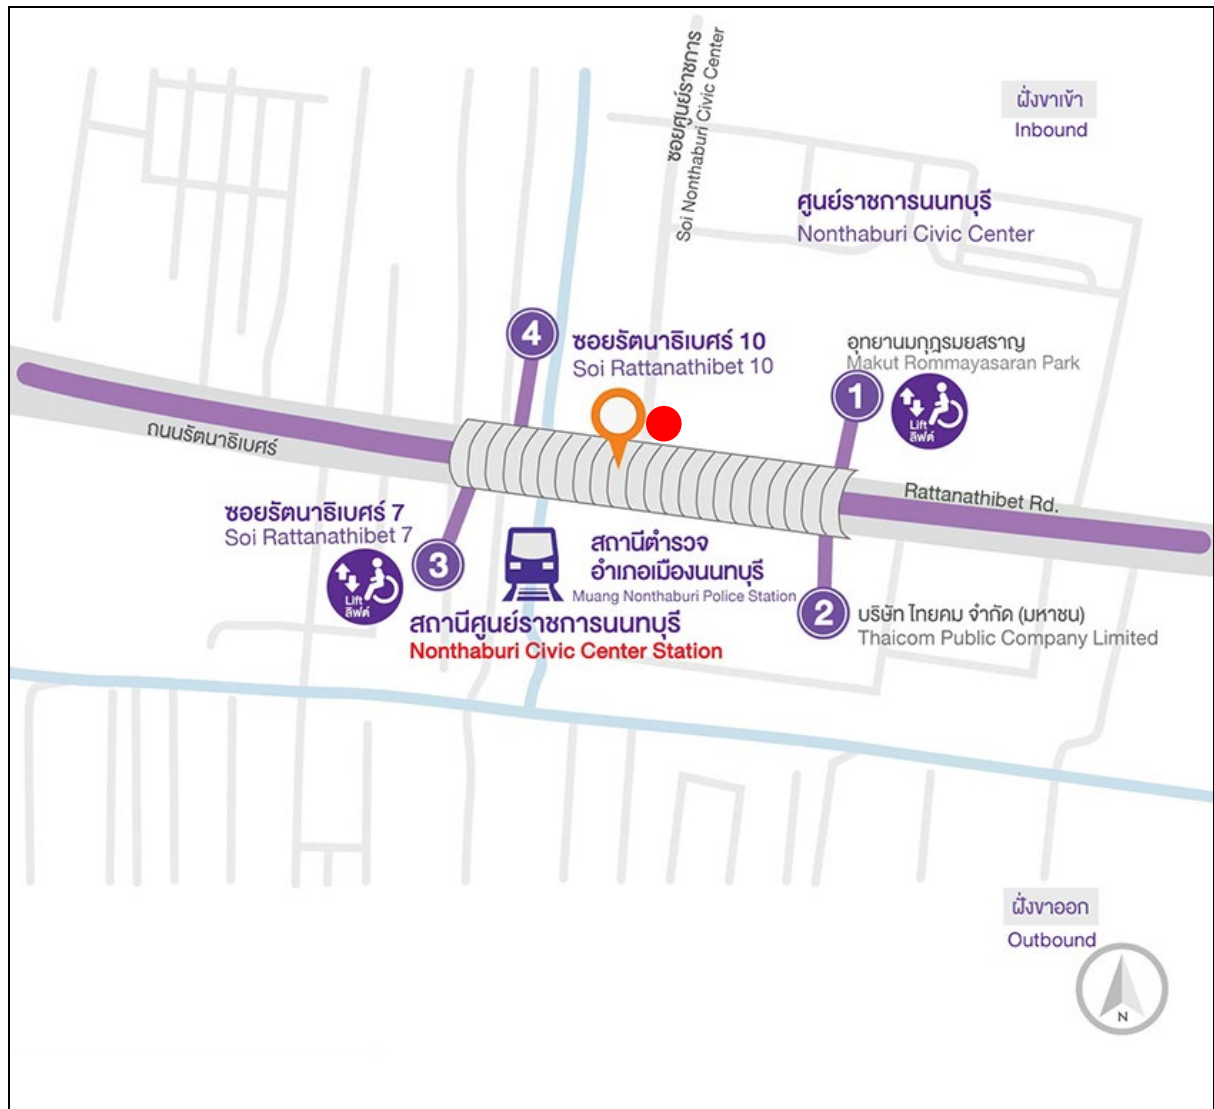 ซอยศูนย์ราชการ
Soi Nonthaburi Civic Center
ฝั่งขาเข้า
Inbound
ศูนย์ราชการนนทบุรี
Nonthaburi Civic Center
4
ซอยรัตนาธิเบศร์ 10
Soi Rattanathibet 10
อุทยานมกุฏรมยสราญ
Makut Rommayasaran Park
1
Lift
ลิฟต์
ถนนรัตนาธิเบศร์
Rattanathibet Rd.
ซอยรัตนาธิเบศร์ 7
Soi Rattanathibet 7
3
Lift
ลิฟต์
สถานีตำรวจ
อำเภอเมืองนนทบุรี
Muang Nonthaburi Police Station
2
บริษัท ไทยคม จำกัด (มหาชน)
Thaicom Public Company Limited
สถานีศูนย์ราชการนนทบุรี
Nonthaburi Civic Center Station
ฝั่งขาออก
Outbound
N